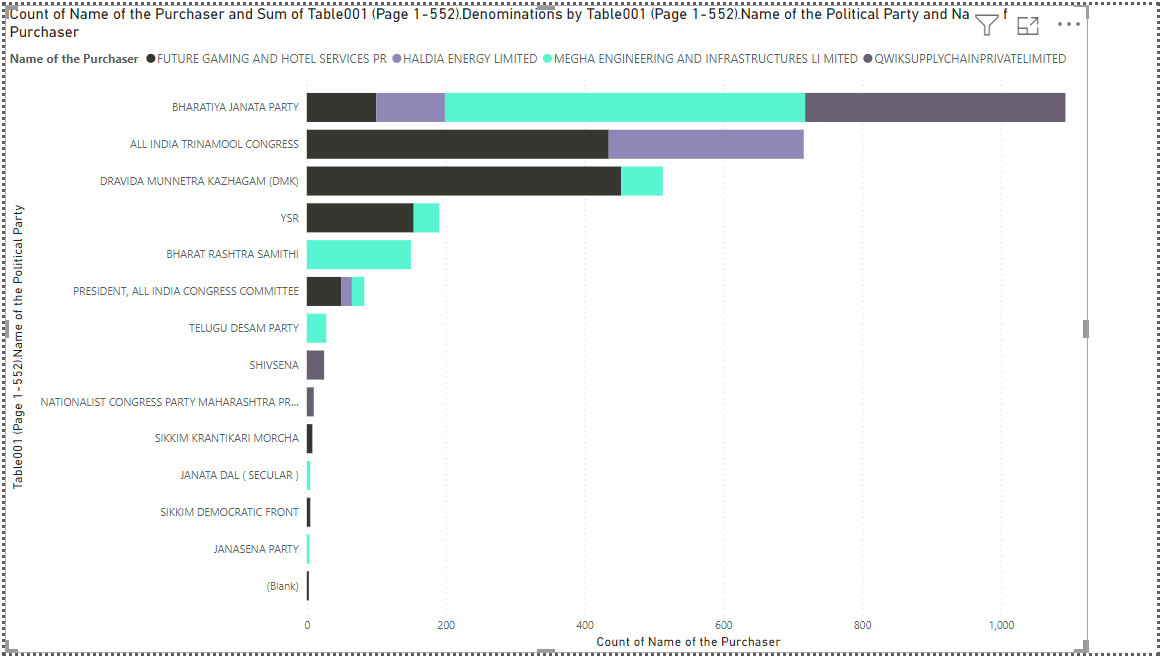 Count of Name of the Purchaser and Sum of Table001 (Page 1-552).Denominations by Table001 (Page 1-552).Name of the Political Party and Na f
Purchaser
Name of the Purchaser FUTURE GAMING AND HOTEL SERVICES PR HALDIA ENERGY LIMITED MEGHA ENGINEERING AND INFRASTRUCTURES LI MITED QWIKSUPPLYCHAINPRIVATELIMITED
Table001 (Page 1-552).Name of the Political Party
BHARATIYA JANATA PARTY
ALL INDIA TRINAMOOL CONGRESS
DRAVIDA MUNNETRA KAZHAGAM (DMK)
YSR
BHARAT RASHTRA SAMITHI
PRESIDENT, ALL INDIA CONGRESS COMMITTEE
TELUGU DESAM PARTY
SHIVSENA
NATIONALIST CONGRESS PARTY MAHARASHTRA PR...
SIKKIM KRANTIKARI MORCHA
JANATA DAL ( SECULAR )
SIKKIM DEMOCRATIC FRONT
JANASENA PARTY
(Blank)
0 200 400 600 800 1,000
Count of Name of the Purchaser